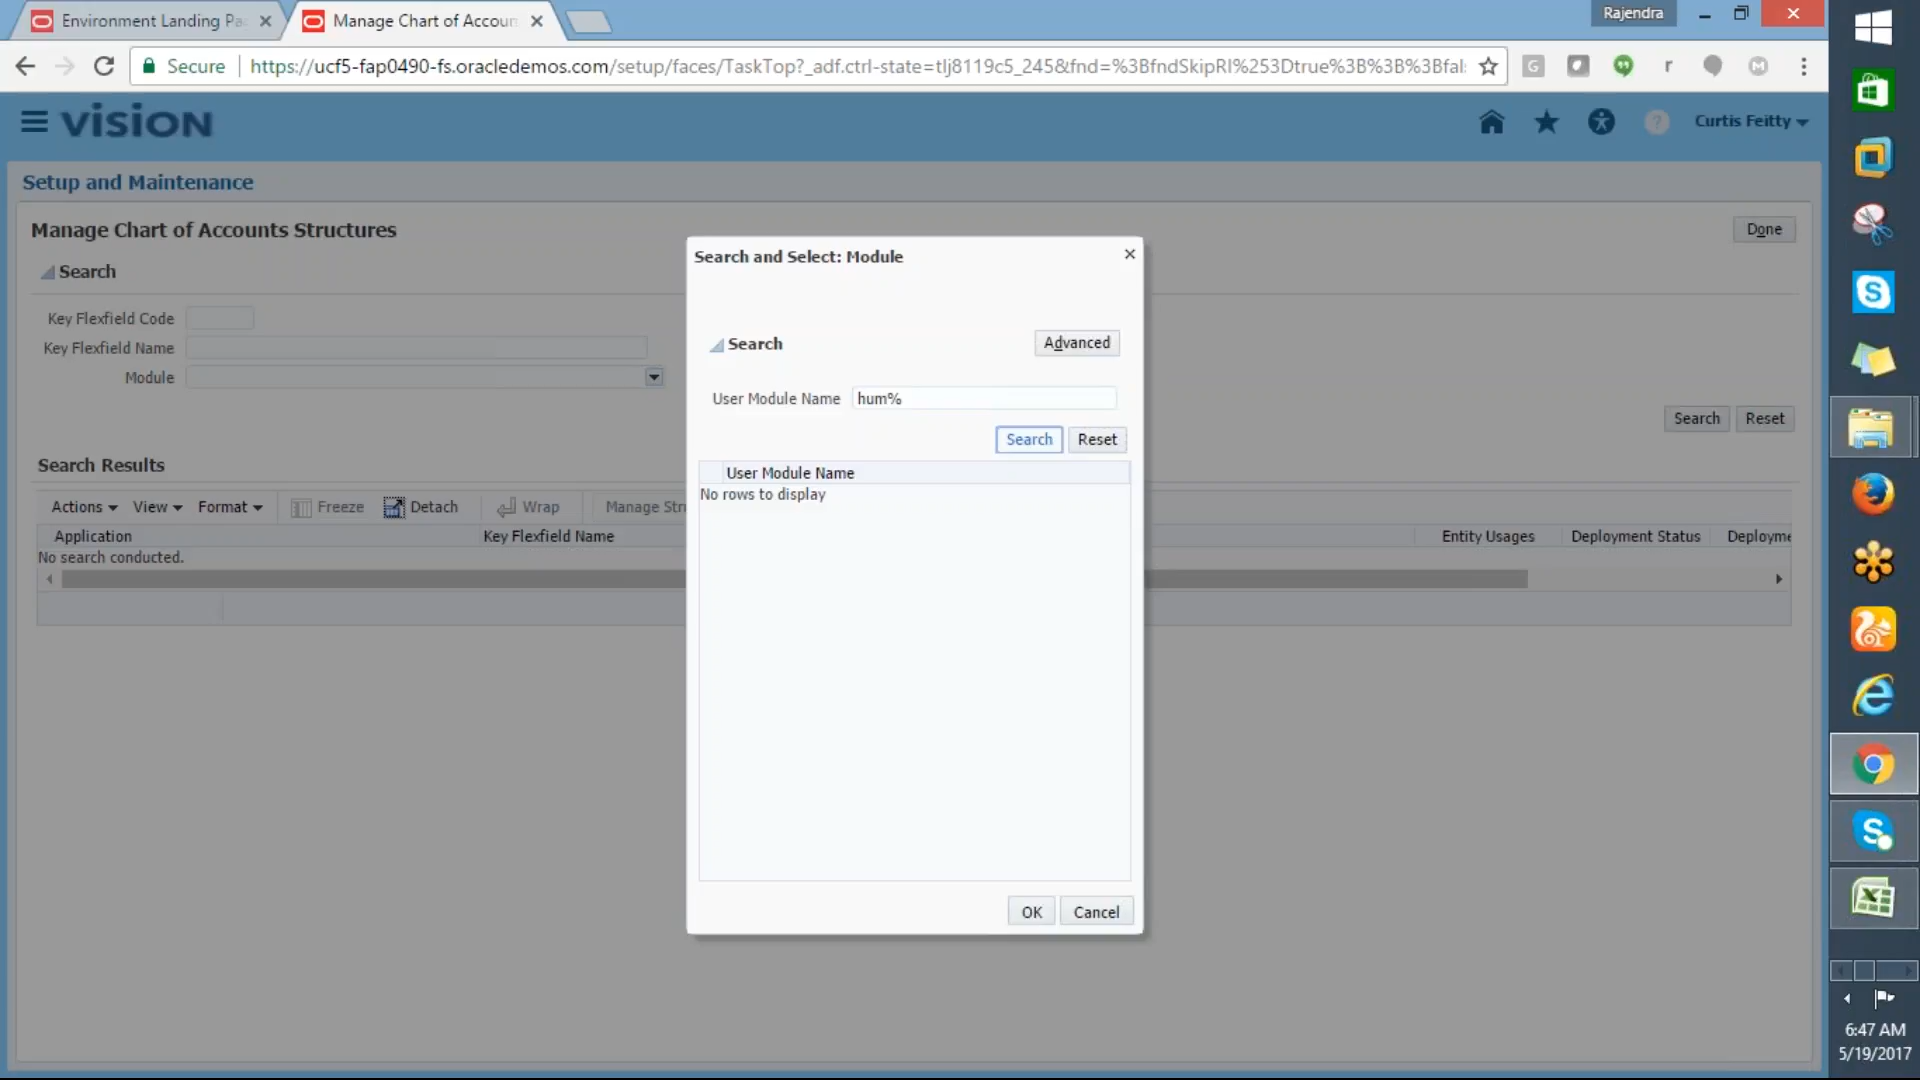 Environment Landing Pa
Manage Chart of Accoun
Rajendra
Secure
https://ucf5-fap0490-fs.oracledemos.com/setup/faces/TaskTop?_adf.ctrl-state=tlj8119c5_245&fnd=%3BfndSkipRI%253Dtrue%3B%3B%3Bfal
VISION
Curtis Feitty
Setup and Maintenance
Manage Chart of Accounts Structures
Done
Search
Key Flexfield Code
Key Flexfield Name
Module
Search Reset
Search Results
Actions View Format Freeze Detach Wrap Manage Stru
Application Key Flexfield Name Entity Usages Deployment Status Deployme
No search conducted.
Search and Select: Module
Search
Advanced
User Module Name hum%
Search Reset
User Module Name
No rows to display
OK Cancel
6:47 AM
5/19/2017